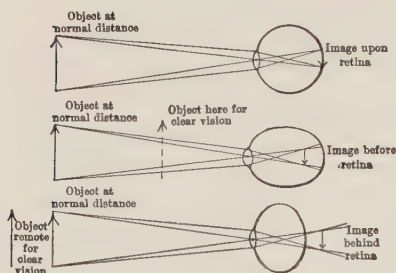 Object at
normal distance
Image upon
retina
Object at
normal distance
Object here for
clear vision
Image before
retina
Object at
normal distance
Object
remote
for
clear
vision
Image
behind
retina